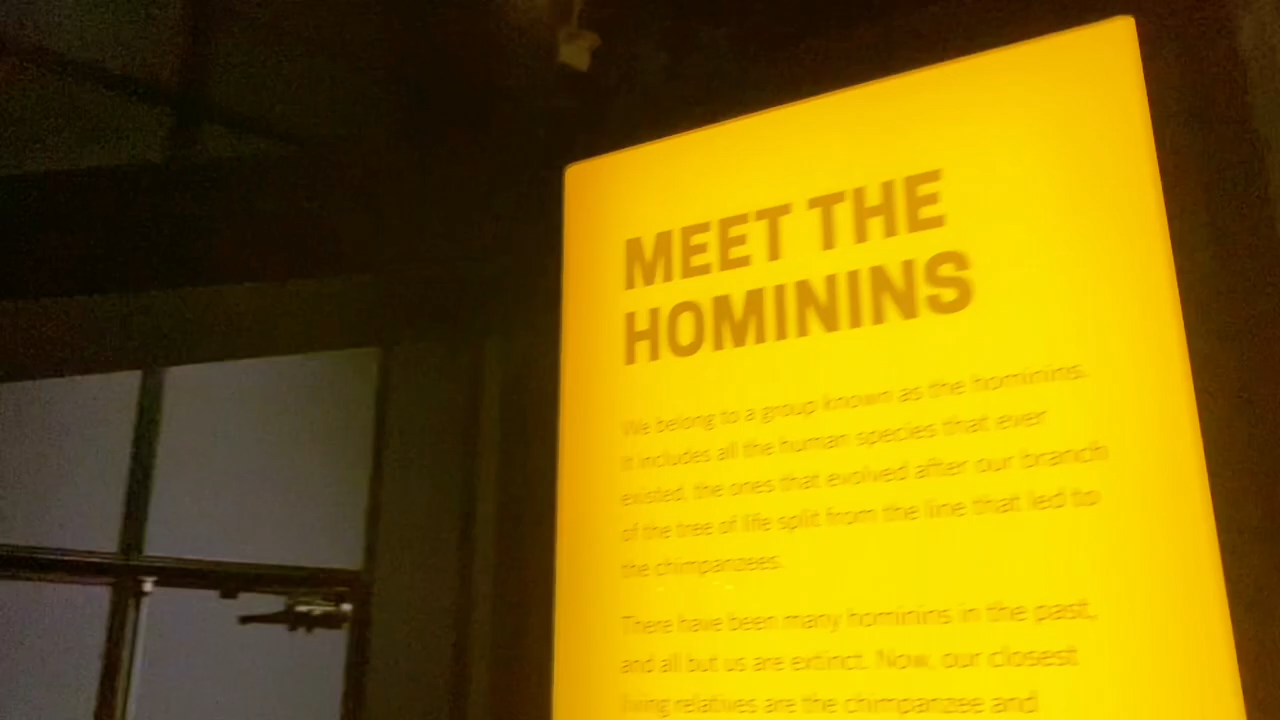 MEET THE
HOMININS
We belong to a group known as the hominins.
It includes all the human species that ever
existed, the ones that evolved after our branch
of the tree of life split from the line that led to
the chimpanzees.
There have been many hominins in the past,
and all but us are extinct. Now, our closest
living relatives are the chimpanzee and